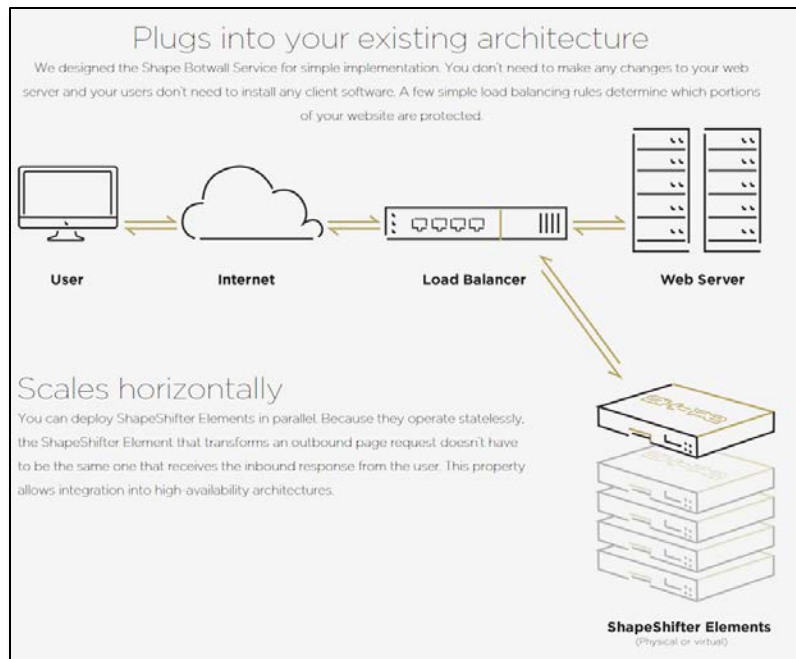 Plugs into your existing architecture
We designed the Shape Botwall Service for simple implementation. You don't need to make any changes to your web
server and your users don't need to install any client software. A few simple load balancing rules determine which portions
of your website are protected.
User
Internet
Load Balancer
Web Server
Scales horizontally
You can deploy ShapeShifter Elements in parallel. Because they operate statelessly,
the ShapeShifter Element that transforms an outbound page request doesn't have
to be the same one that receives the inbound response from the user. This property
allows integration into high-availability architectures.
ShapeShifter Elements
(Physical or virtual)